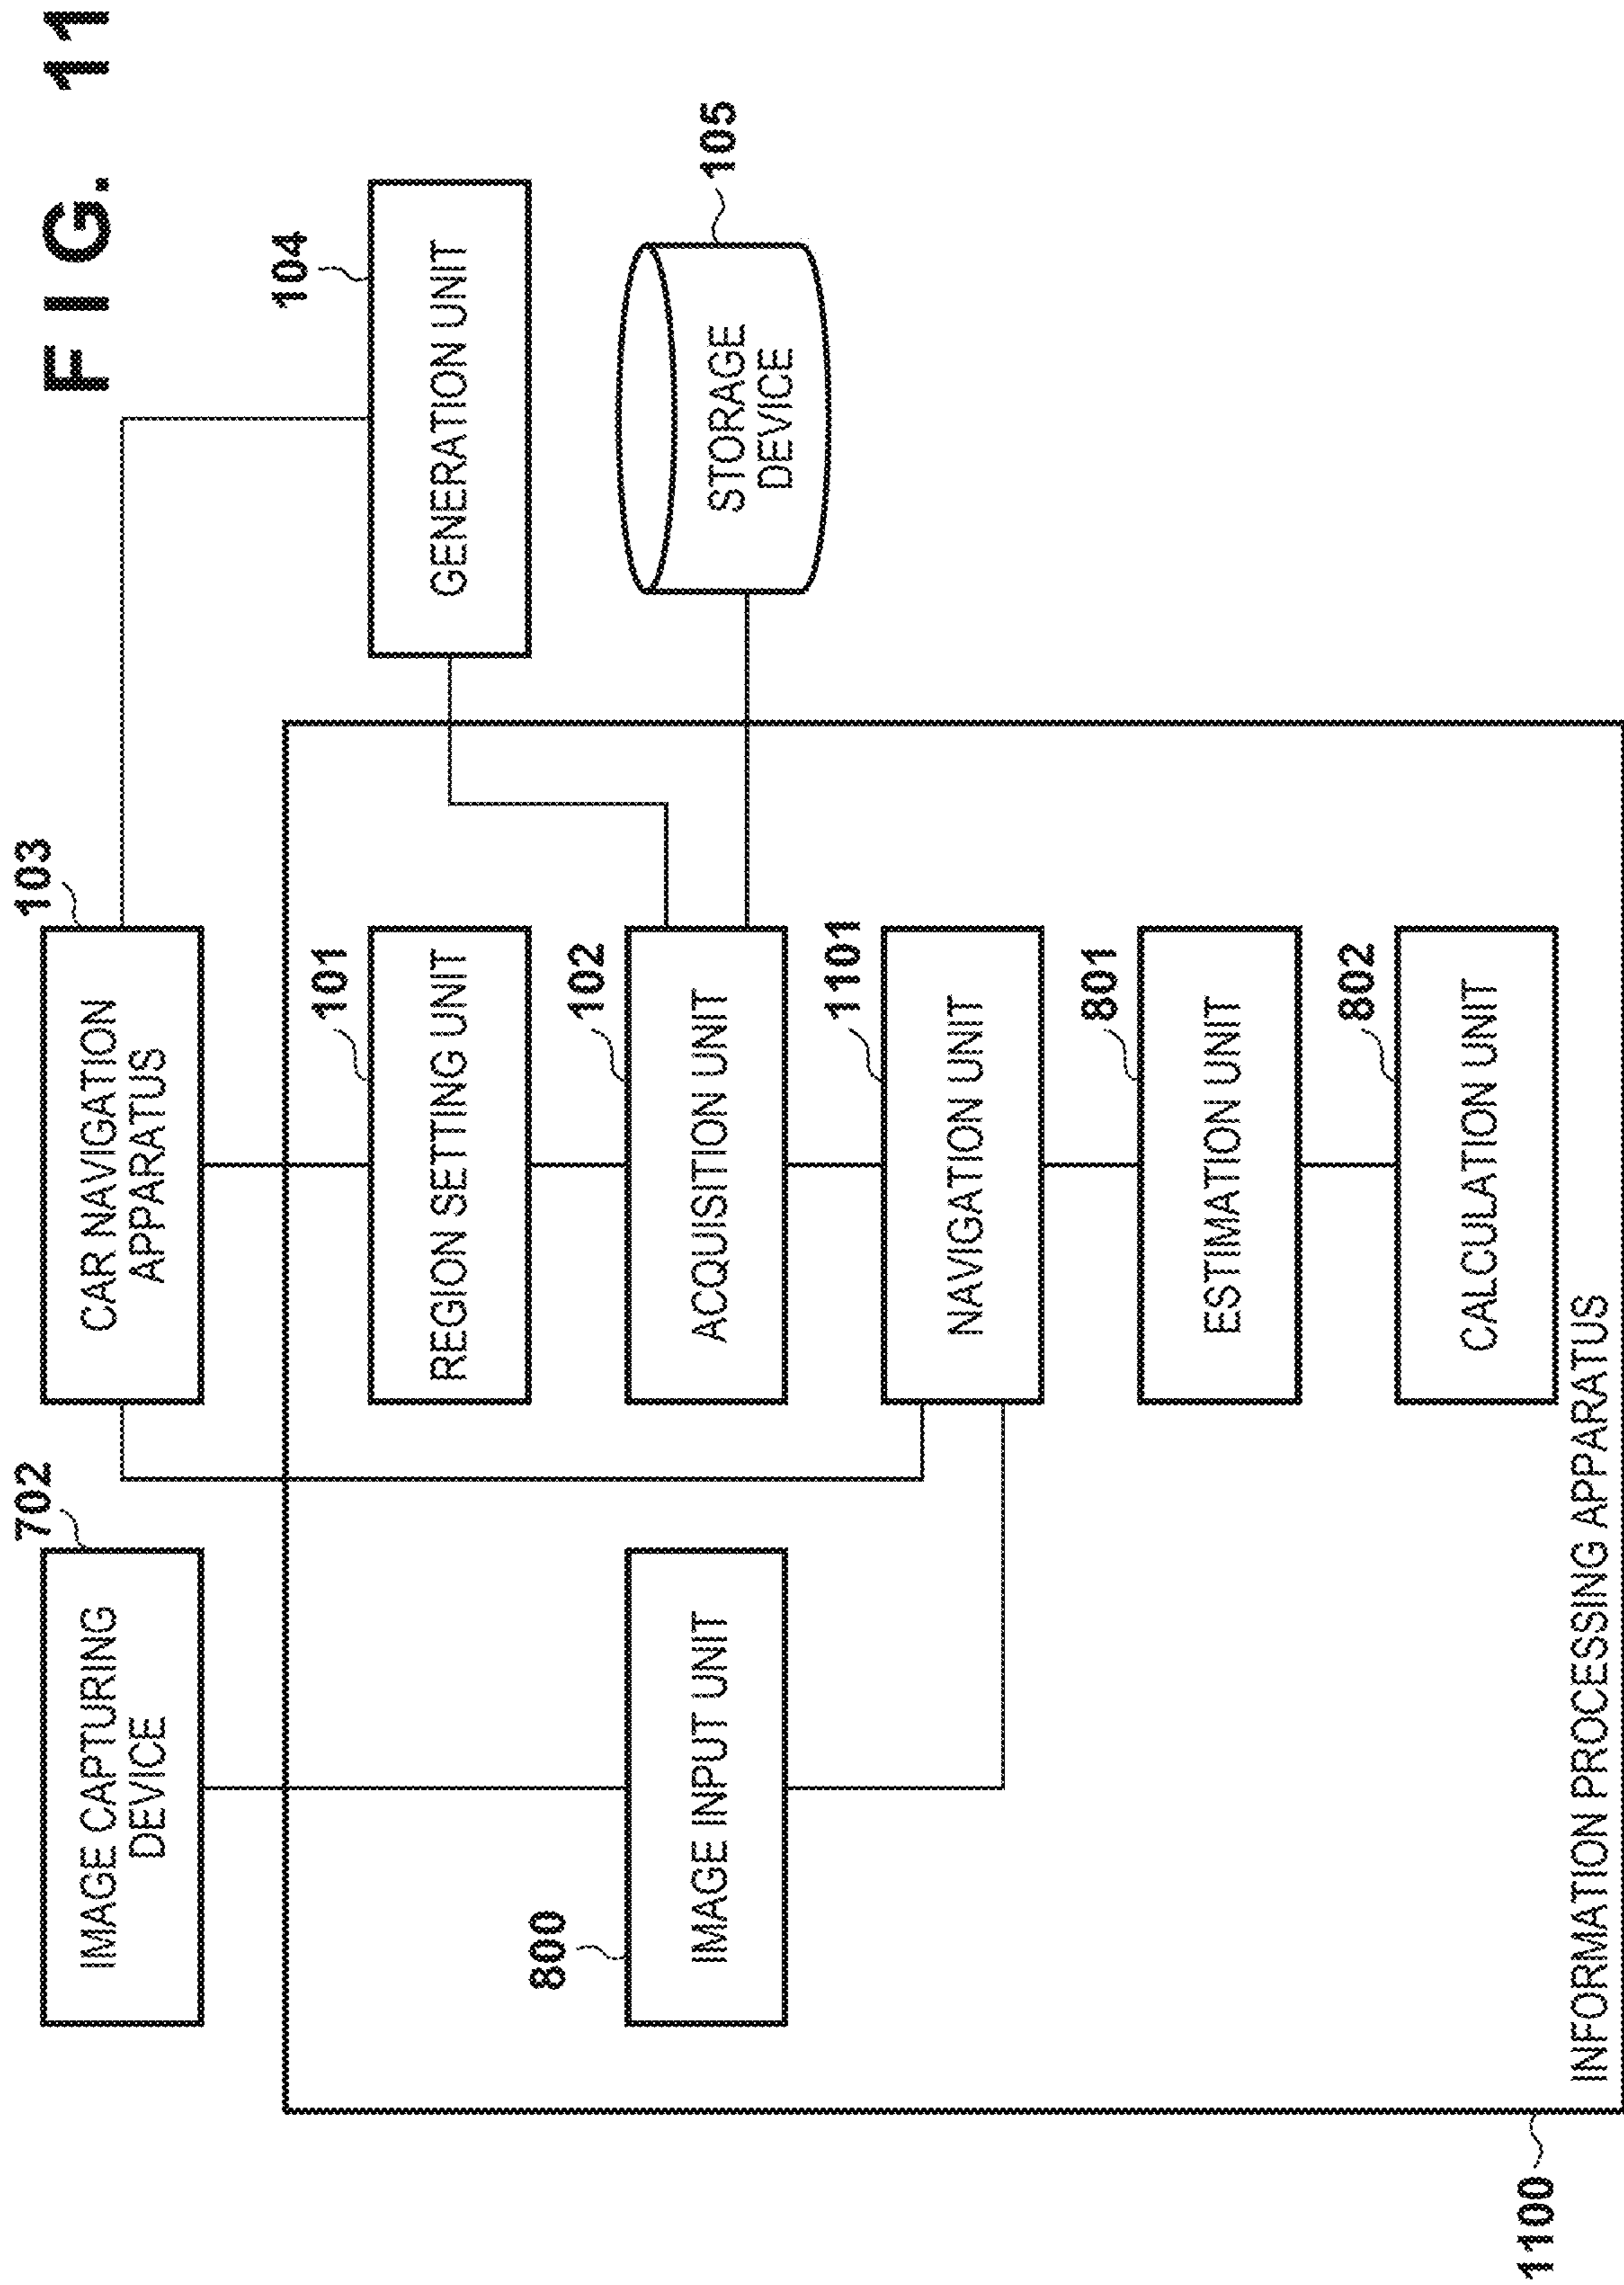 FIG. 11
702
IMAGE CAPTURING
DEVICE
103
CAR NAVIGATION
APPARATUS
101
REGION SETTING UNIT
104
GENERATION UNIT
800
IMAGE INPUT UNIT
102
ACQUISITION UNIT
105
STORAGE
DEVICE
1101
NAVIGATION UNIT
801
ESTIMATION UNIT
802
CALCULATION UNIT
1100
INFORMATION PROCESSING APPARATUS